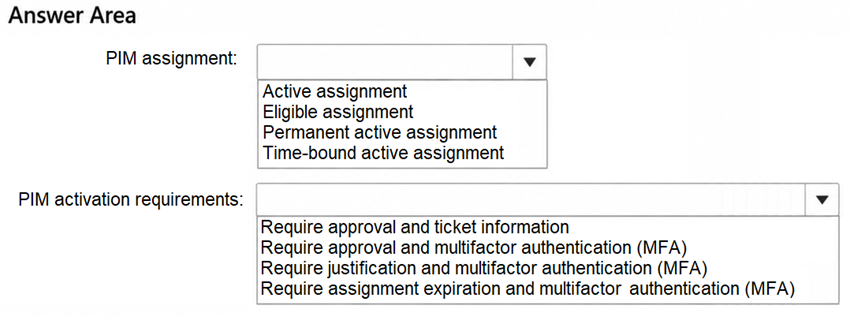 Answer Area
PIM assignment:
Active assignment
Eligible assignment
Permanent active assignment
Time-bound active assignment
PIM activation requirements:
Require approval and ticket information
Require approval and multifactor authentication (MFA)
Require justification and multifactor authentication (MFA)
Require assignment expiration and multifactor authentication (MFA)